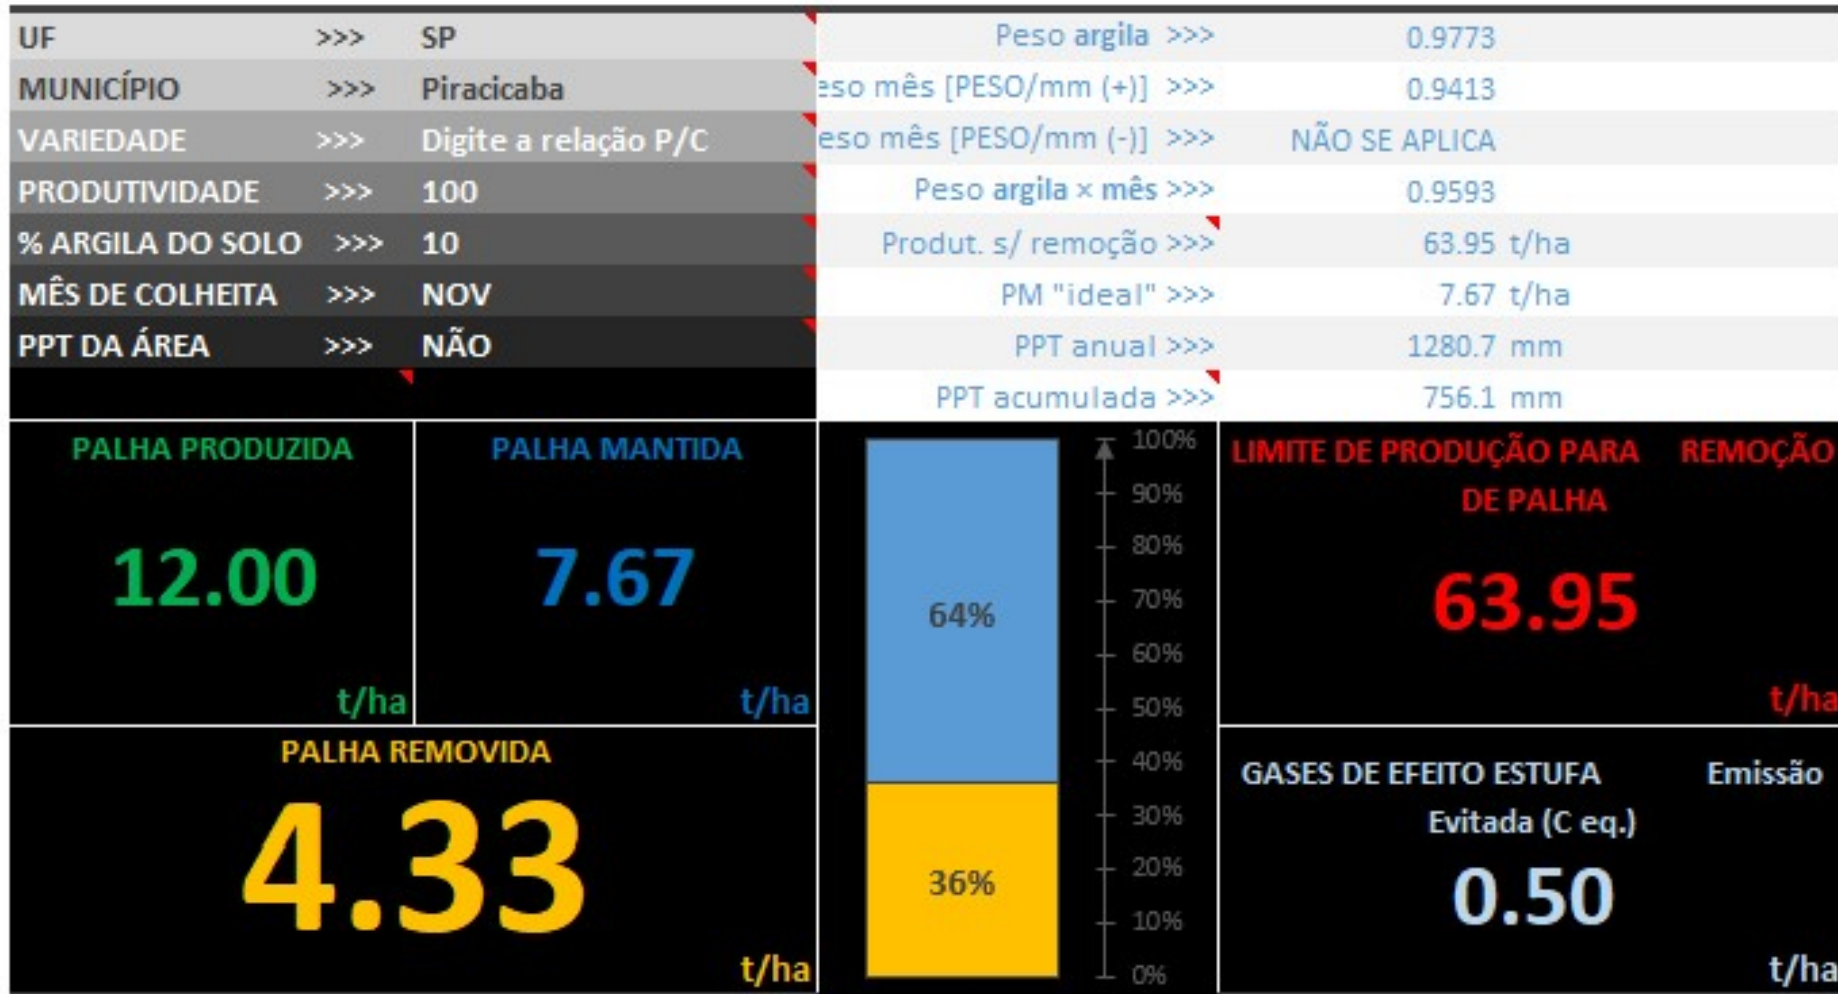 UF >>> SP
MUNICÍPIO >>> Piracicaba
VARIEDADE >>> Digite a relação P/C
PRODUTIVIDADE >>> 100
% ARGILA DO SOLO >>> 10
MÊS DE COLHEITA >>> NOV
PPT DA ÁREA >>> NÃO
Peso argila >>> 0.9773
eso mês [PESO/mm (+)] >>> 0.9413
eso mês [PESO/mm (-)] >>> NÃO SE APLICA
Peso argila × mês >>> 0.9593
Produt. s/ remoção >>> 63.95 t/ha
PM "ideal" >>> 7.67 t/ha
PPT anual >>> 1280.7 mm
PPT acumulada >>> 756.1 mm
PALHA PRODUZIDA
12.00
t/ha
PALHA MANTIDA
7.67
t/ha
PALHA REMOVIDA
4.33
t/ha
64%
36%
100%
90%
80%
70%
60%
50%
40%
30%
20%
10%
0%
LIMITE DE PRODUÇÃO PARA REMOÇÃO
DE PALHA
63.95
t/ha
GASES DE EFEITO ESTUFA Emissão
Evitada (C eq.)
0.50
t/ha